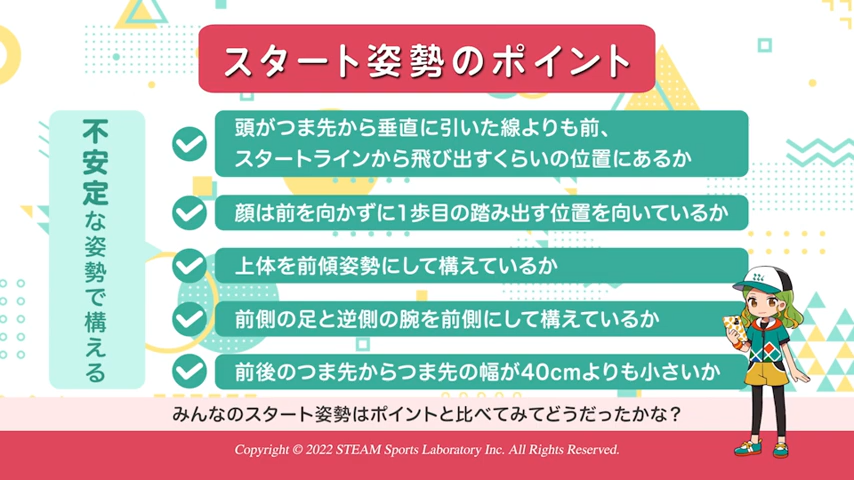 スタート姿勢のポイント
不安定な姿勢で構える
頭がつま先から垂直に引いた線よりも前、
スタートラインから飛び出すくらいの位置にあるか
顔は前を向かずに1歩目の踏み出す位置を向いているか
上体を前傾姿勢にして構えているか
前側の足と逆側の腕を前側にして構えているか
前後のつま先からつま先の幅が40cmよりも小さいか
みんなのスタート姿勢はポイントと比べてみてどうだったかな？
Copyright © 2022 STEAM Sports Laboratory Inc. All Rights Reserved.